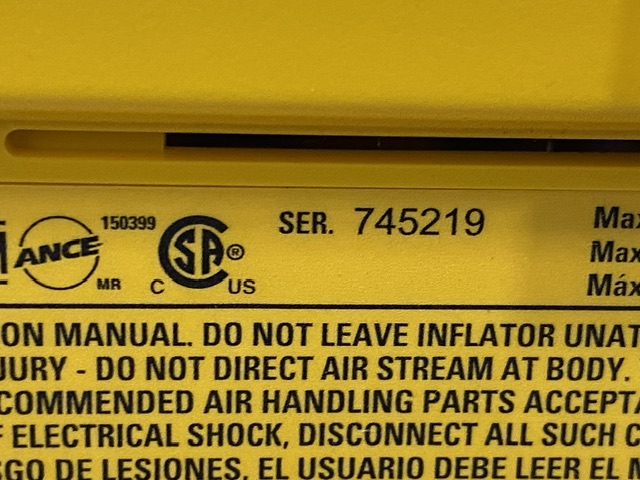 150399
ANCE
MR
SA®
C US
SER. 745219
Max
Max
Máx
ON MANUAL. DO NOT LEAVE INFLATOR UNAT
JURY - DO NOT DIRECT AIR STREAM AT BODY.
COMMENDED AIR HANDLING PARTS ACCEPTA
F ELECTRICAL SHOCK, DISCONNECT ALL SUCH C
SGO DE LESIONES, EL USUARIO DEBE LEER EL M